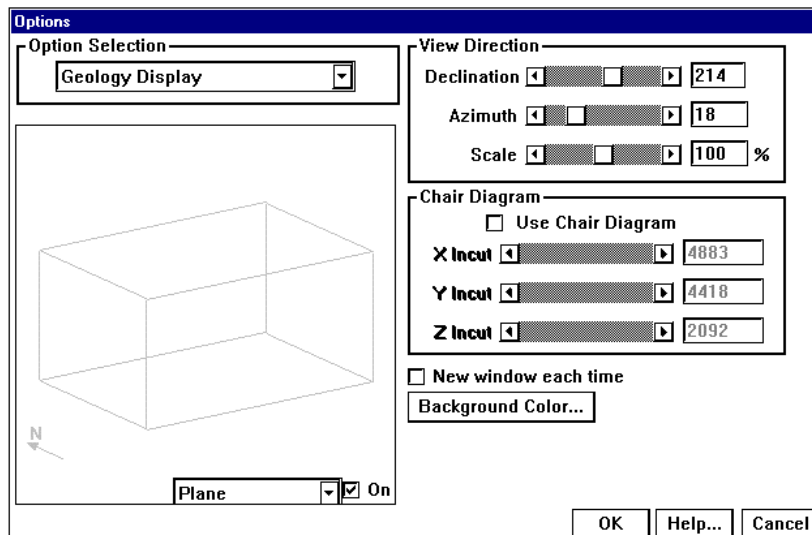 Options
Option Selection
Geology Display
N
Plane
On
View Direction
Declination 214
Azimuth 18
Scale 100 %
Chair Diagram
Use Chair Diagram
X Incut 4883
Y Incut 4418
Z Incut 2092
New window each time
Background Color...
OK Help... Cancel